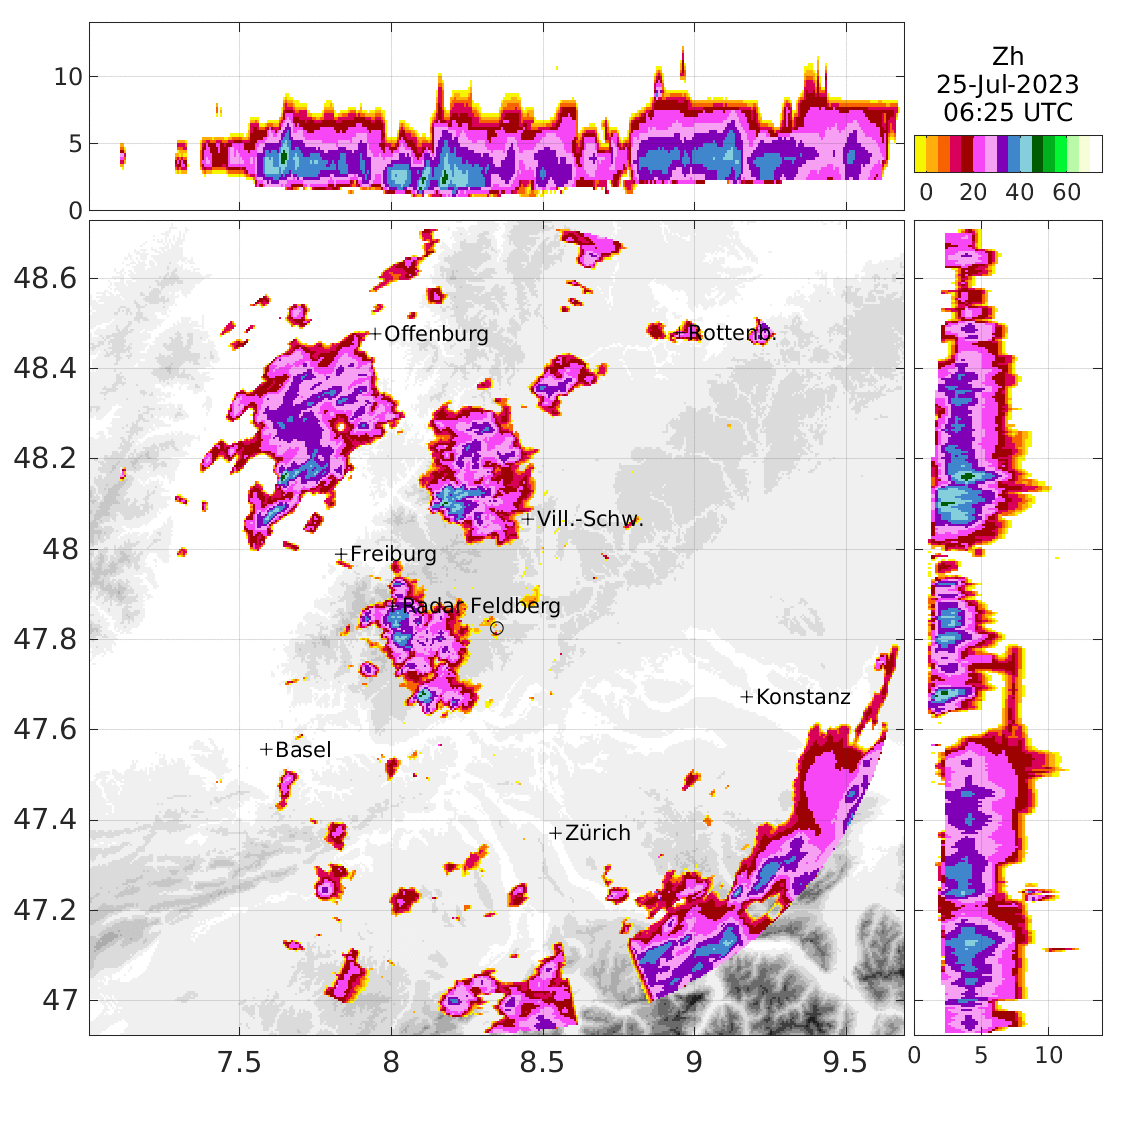 10
5
0
Zh
25-Jul-2023
06:25 UTC
0 20 40 60
48.6
48.4
48.2
48
47.8
47.6
47.4
47.2
47
Offenburg
Rottenb.
Vill.-Schw.
Freiburg
Radar Feldberg
Konstanz
Basel
Zürich
7.5 8 8.5 9 9.5
0 5 10